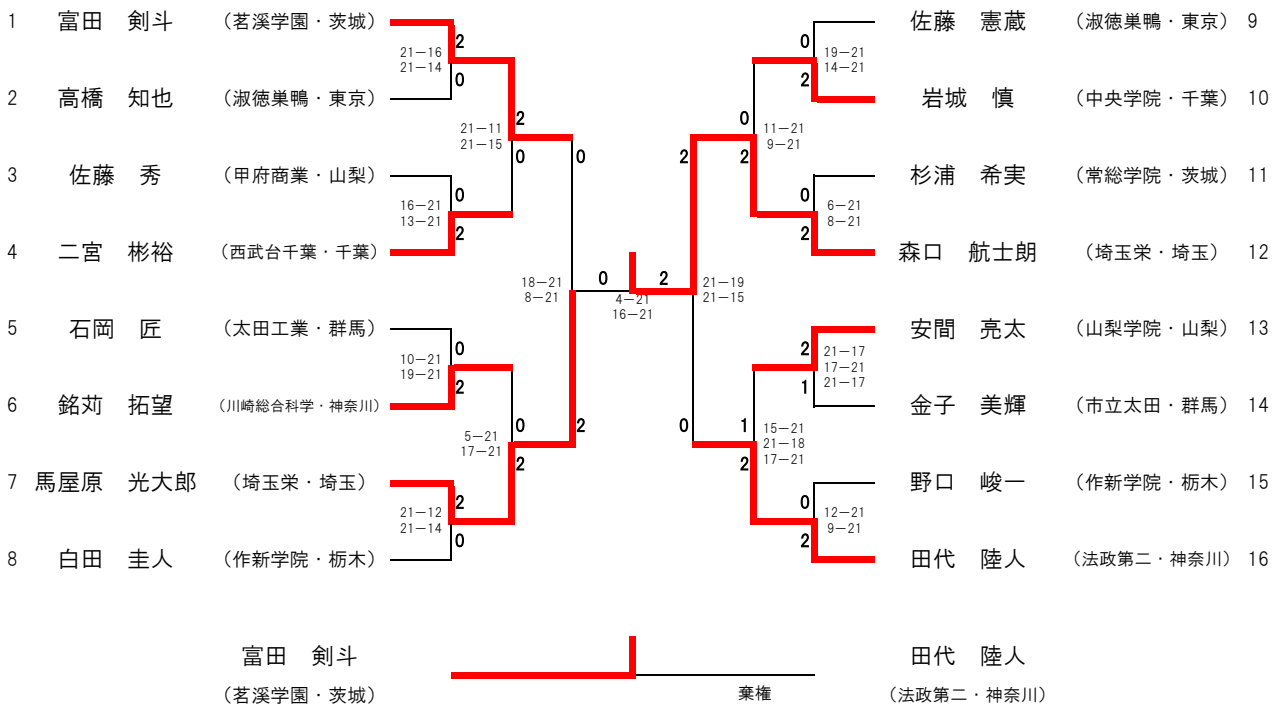 1 富田 剣斗 (茗溪学園・茨城)
2
21－16
21－14
0
2 高橋 知也 (淑徳巣鴨・東京)
2
21－11
21－15
0
3 佐藤 秀 (甲府商業・山梨)
0
16－21
13－21
2
4 二宮 彬裕 (西武台千葉・千葉)
0
18－21
8－21
2
5 石岡 匠 (太田工業・群馬)
0
10－21
19－21
2
6 銘苅 拓望 (川崎総合科学・神奈川)
0
5－21
17－21
2
7 馬屋原 光大郎 (埼玉栄・埼玉)
2
21－12
21－14
0
8 白田 圭人 (作新学院・栃木)
0 2
4－21
16－21
佐藤 憲蔵 (淑徳巣鴨・東京) 9
0
19－21
14－21
2
岩城 慎 (中央学院・千葉) 10
0
11－21
9－21
2
杉浦 希実 (常総学院・茨城) 11
0
6－21
8－21
2
森口 航士朗 (埼玉栄・埼玉) 12
2
21－19
21－15
0
安間 亮太 (山梨学院・山梨) 13
2
21－17
17－21
21－17
1
金子 美輝 (市立太田・群馬) 14
1
15－21
21－18
17－21
2
野口 峻一 (作新学院・栃木) 15
0
12－21
9－21
2
田代 陸人 (法政第二・神奈川) 16
富田 剣斗
(茗溪学園・茨城)
棄権
田代 陸人
(法政第二・神奈川)